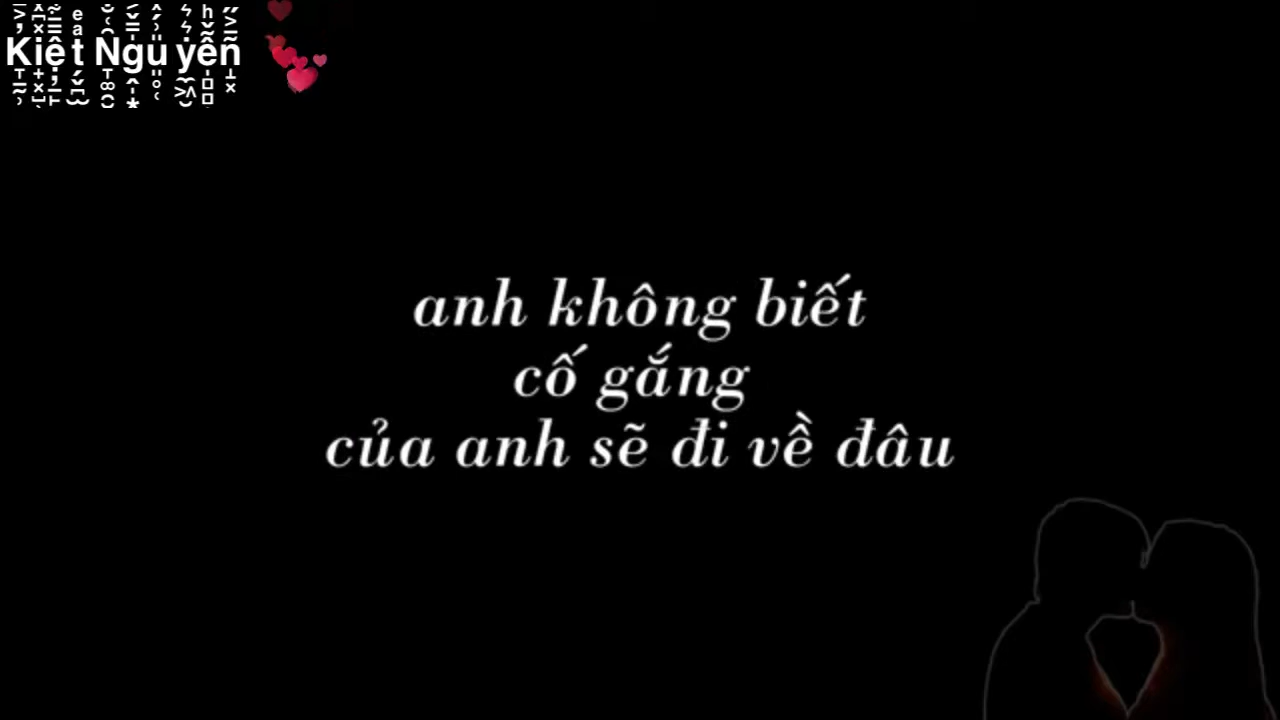 Kiệt Nguyễn
anh không biết
cố gắng
của anh sẽ đi về đâu